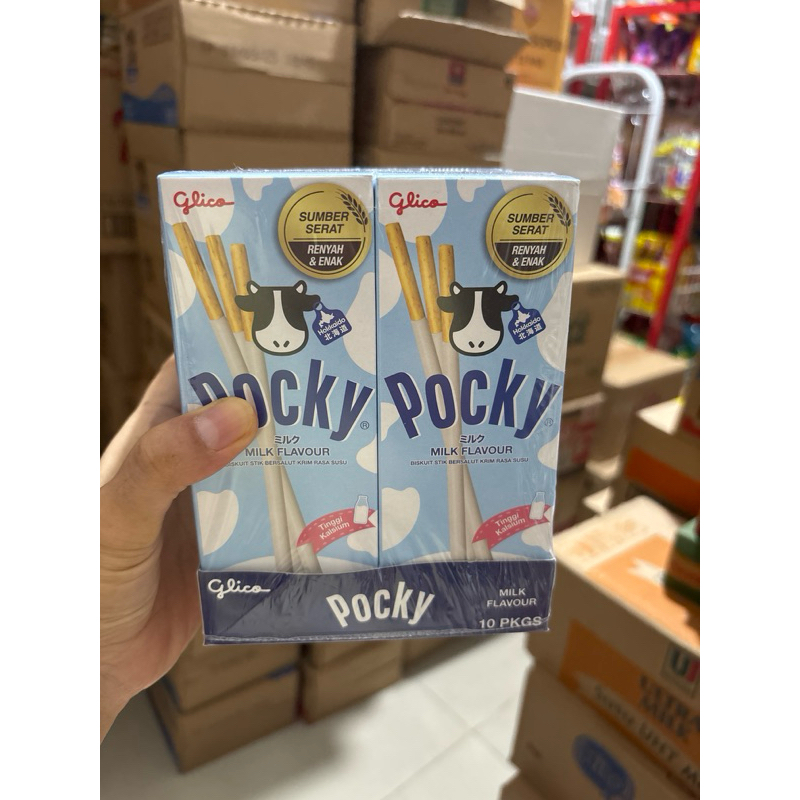 Glico
SUMBER
SERAT
RENYAH
& ENAK
Hokkaido
北海道
Pocky®
ミルク
MILK FLAVOUR
BISKUIT STIK BERSALUT KRIM RASA SUSU
Tinggi
Kalsium
Glico
SUMBER
SERAT
RENYAH
& ENAK
Hokkaido
北海道
Pocky®
ミルク
MILK FLAVOUR
BISKUIT STIK BERSALUT KRIM RASA SUSU
Tinggi
Kalsium
Glico
Pocky
MILK
FLAVOUR
10 PKGS